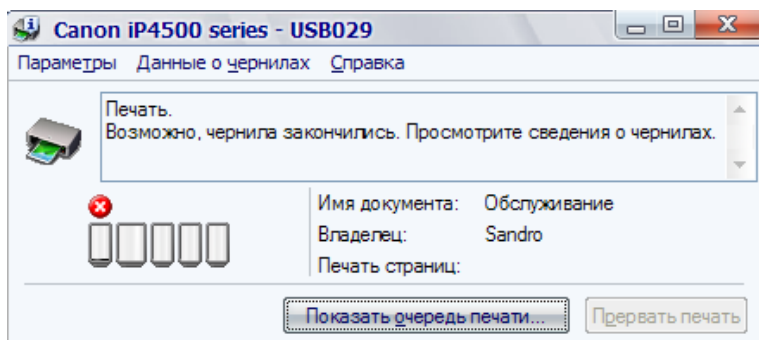 Canon iP4500 series - USB029
Параметры Данные о чернилах Справка
Печать.
Возможно, чернила закончились. Просмотрите сведения о чернилах.
Имя документа: Обслуживание
Владелец: Sandro
Печать страниц:
Показать очередь печати... Прервать печать